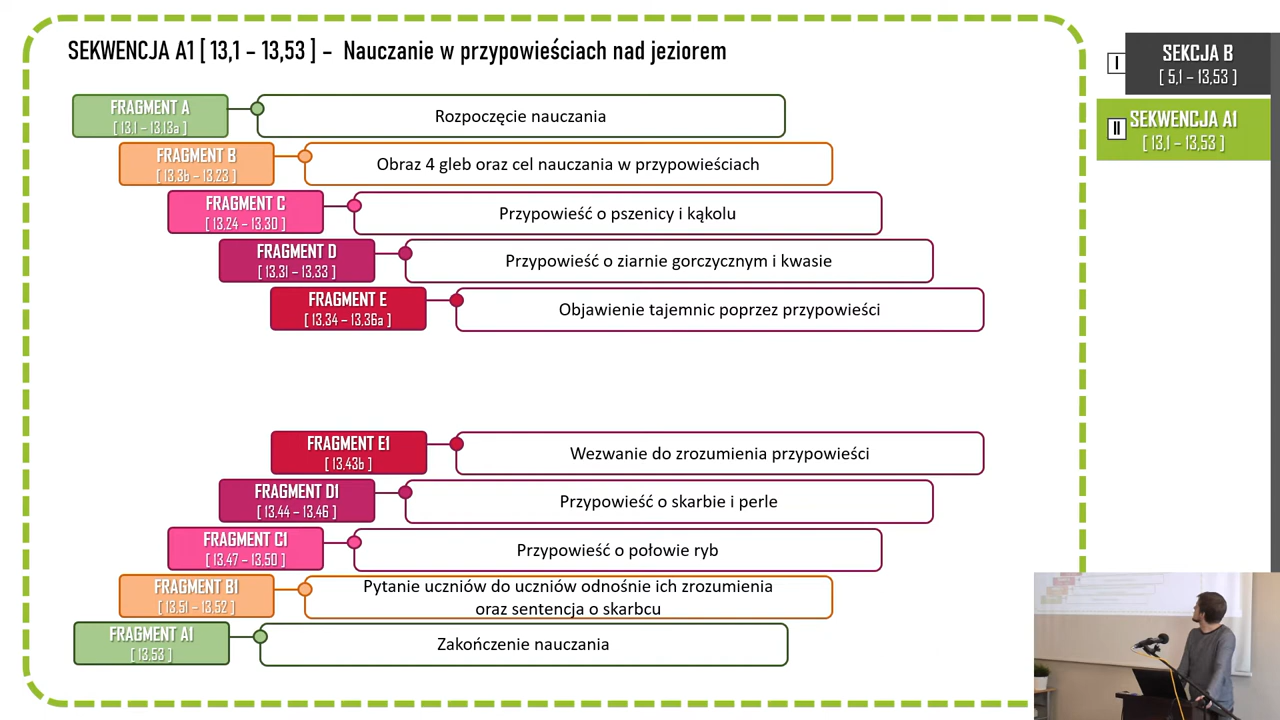 SEKWENCJA A1 [ 13,1 – 13,53 ] – Nauczanie w przypowieściach nad jeziorem
I
SEKCJA B
[ 5,1 – 13,53 ]
II
SEKWENCJA A1
[ 13,1 – 13,53 ]
FRAGMENT A
[ 13,1 – 13,13a ]
Rozpoczęcie nauczania
FRAGMENT B
[ 13,3b – 13,23 ]
Obraz 4 gleb oraz cel nauczania w przypowieściach
FRAGMENT C
[ 13,24 – 13,30 ]
Przypowieść o pszenicy i kąkolu
FRAGMENT D
[ 13,31 – 13,33 ]
Przypowieść o ziarnie gorczycznym i kwasie
FRAGMENT E
[ 13,34 – 13,36a ]
Objawienie tajemnic poprzez przypowieści
FRAGMENT E1
[ 13,43b ]
Wezwanie do zrozumienia przypowieści
FRAGMENT D1
[ 13,44 – 13,46 ]
Przypowieść o skarbie i perle
FRAGMENT C1
[ 13,47 – 13,50 ]
Przypowieść o połowie ryb
FRAGMENT B1
[ 13,51 – 13,52 ]
Pytanie uczniów do uczniów odnośnie ich zrozumienia
oraz sentencja o skarbcu
FRAGMENT A1
[ 13,53 ]
Zakończenie nauczania